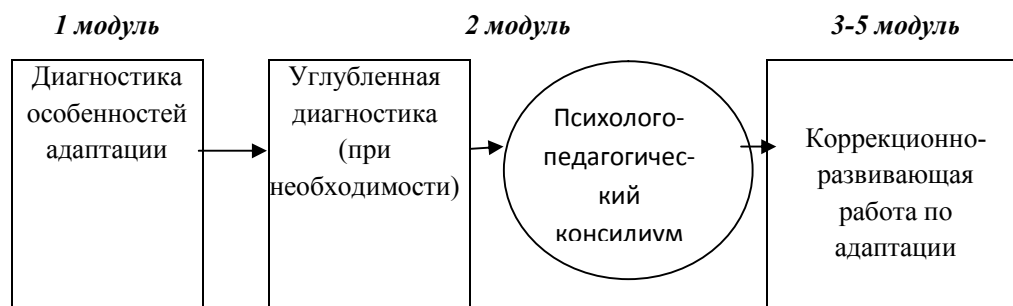 1 модуль
2 модуль
3-5 модуль
Диагностика
особенностей
адаптации
Углубленная
диагностика
(при
необходимости)
Психолого-
педагогичес-
кий
консилиум
Коррекционно-
развивающая
работа по
адаптации